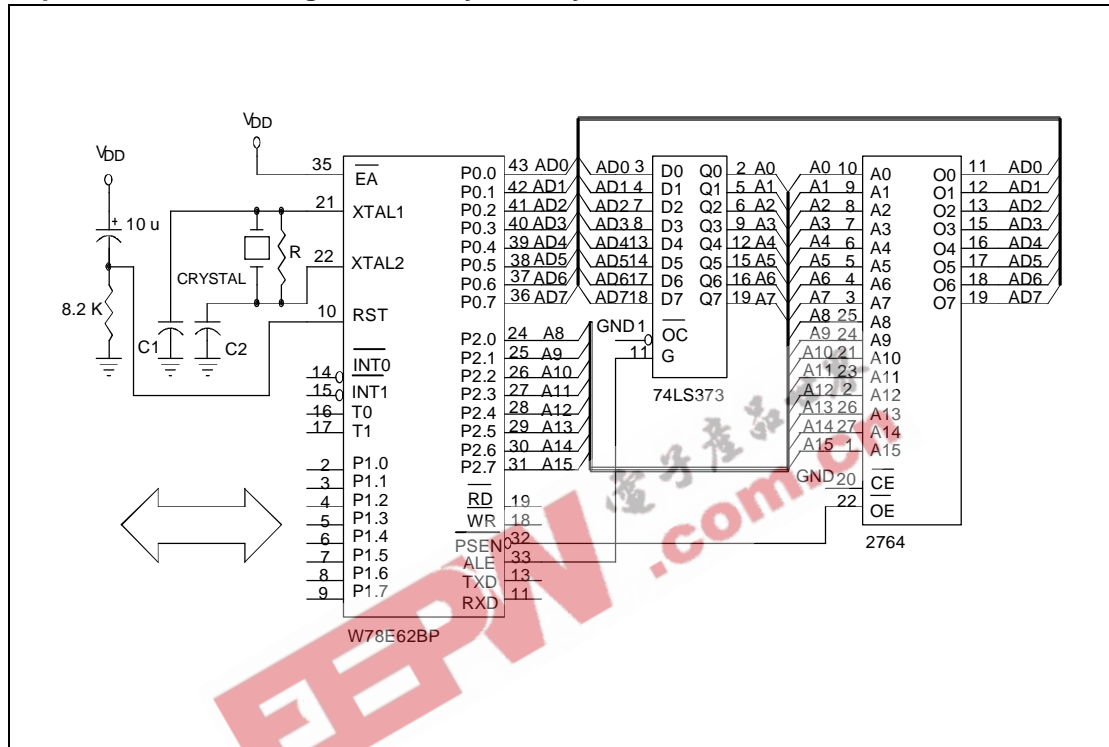 VDD
VDD
10 u
8.2 K
C1
C2
CRYSTAL
R
35 EA
21 XTAL1
22 XTAL2
10 RST
14 INT0
15 INT1
16 T0
17 T1
2 P1.0
3 P1.1
4 P1.2
5 P1.3
6 P1.4
7 P1.5
8 P1.6
9 P1.7
P0.0 43 AD0
P0.1 42 AD1
P0.2 41 AD2
P0.3 40 AD3
P0.4 39 AD4
P0.5 38 AD5
P0.6 37 AD6
P0.7 36 AD7
P2.0 24 A8
P2.1 25 A9
P2.2 26 A10
P2.3 27 A11
P2.4 28 A12
P2.5 29 A13
P2.6 30 A14
P2.7 31 A15
RD 19
WR 18
PSEN 32
ALE 33
TXD 13
RXD 11
W78E62BP
AD0 3 D0 Q0 2 A0
AD1 4 D1 Q1 5 A1
AD2 7 D2 Q2 6 A2
AD3 8 D3 Q3 9 A3
AD4 13 D4 Q4 12 A4
AD5 14 D5 Q5 15 A5
AD6 17 D6 Q6 16 A6
AD7 18 D7 Q7 19 A7
GND 1 OC
11 G
74LS373
A0 10 A0 O0 11 AD0
A1 9 A1 O1 12 AD1
A2 8 A2 O2 13 AD2
A3 7 A3 O3 15 AD3
A4 6 A4 O4 16 AD4
A5 5 A5 O5 17 AD5
A6 4 A6 O6 18 AD6
A7 3 A7 O7 19 AD7
A8 25 A8
A9 24 A9
A10 21 A10
A11 23 A11
A12 2 A12
A13 26 A13
A14 27 A14
A15 1 A15
GND 20 CE
22 OE
2764
EEPW.com.cn
電子產品世界